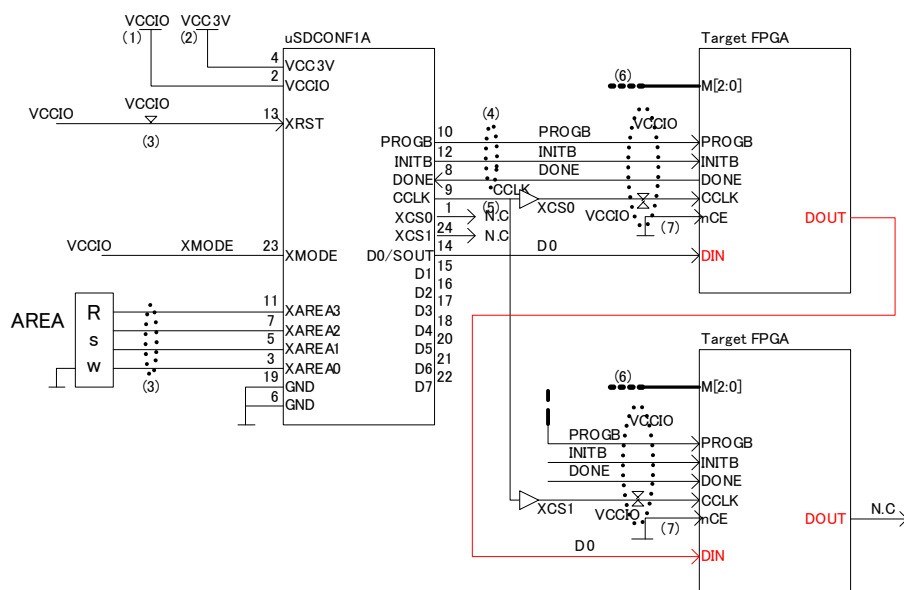 VCCIO
(1)
VCC3V
(2)
uSDCONF1A
4
VCC3V
2
VCCIO
VCCIO
VCCIO
13
XRST
(3)
(4)
10
PROGB
PROGB
12
INITB
INITB
8
DONE
DONE
9
CCLK
CCLK
(5)
1
XCS0
N.C
24
XCS1
N.C
XCS0
VCCIO
XMODE
23
XMODE
14
D0/SOUT
D0
15
D1
16
D2
17
D3
18
D4
20
D5
21
D6
22
D7
AREA
R
s
w
11
XAREA3
7
XAREA2
5
XAREA1
3
XAREA0
(3)
19
GND
6
GND
Target FPGA
(6)
M[2:0]
VCCIO
PROGB
INITB
DONE
CCLK
VCCIO
(7)
nCE
DOUT
DIN
Target FPGA
(6)
M[2:0]
VCCIO
PROGB
PROGB
INITB
INITB
DONE
DONE
CCLK
XCS1
VCCIO
(7)
nCE
DOUT
N.C
D0
DIN